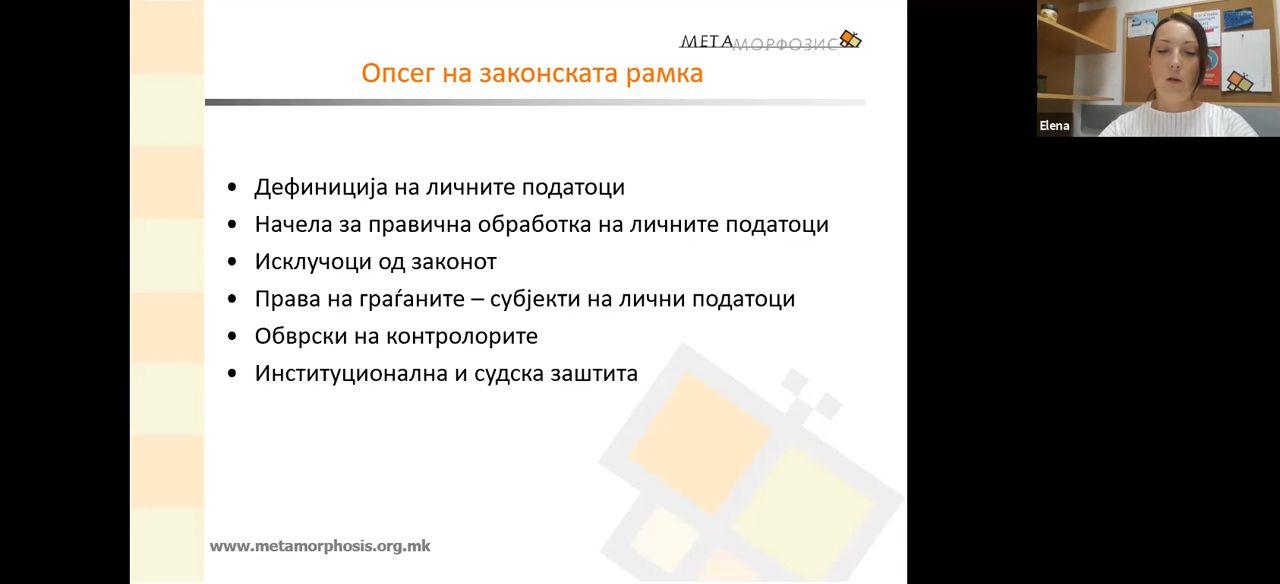 МЕТАМОРФОЗИС
Опсег на законската рамка
• Дефиниција на личните податоци
• Начела за правична обработка на личните податоци
• Исклучоци од законот
• Права на граѓаните – субјекти на лични податоци
• Обврски на контролорите
• Институционална и судска заштита
www.metamorphosis.org.mk
Elena